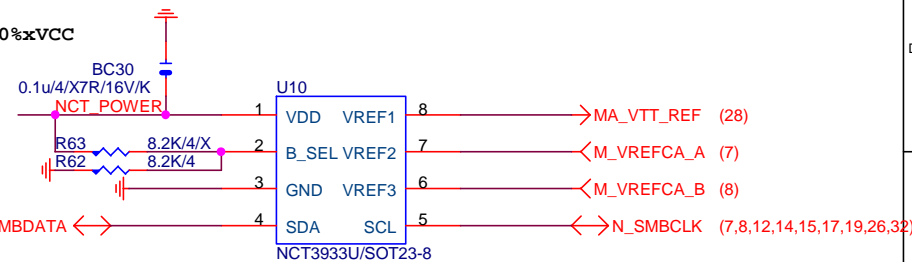 0%xVCC
BC30
0.1u/4/X7R/16V/K
NCT_POWER
U10
1 VDD VREF1 8 MA_VTT_REF (28)
R63 8.2K/4/X
2 B_SEL VREF2 7 M_VREFCA_A (7)
R62 8.2K/4
3 GND VREF3 6 M_VREFCA_B (8)
MBDATA 4 SDA SCL 5 N_SMBCLK (7,8,12,14,15,17,19,26,32)
NCT3933U/SOT23-8